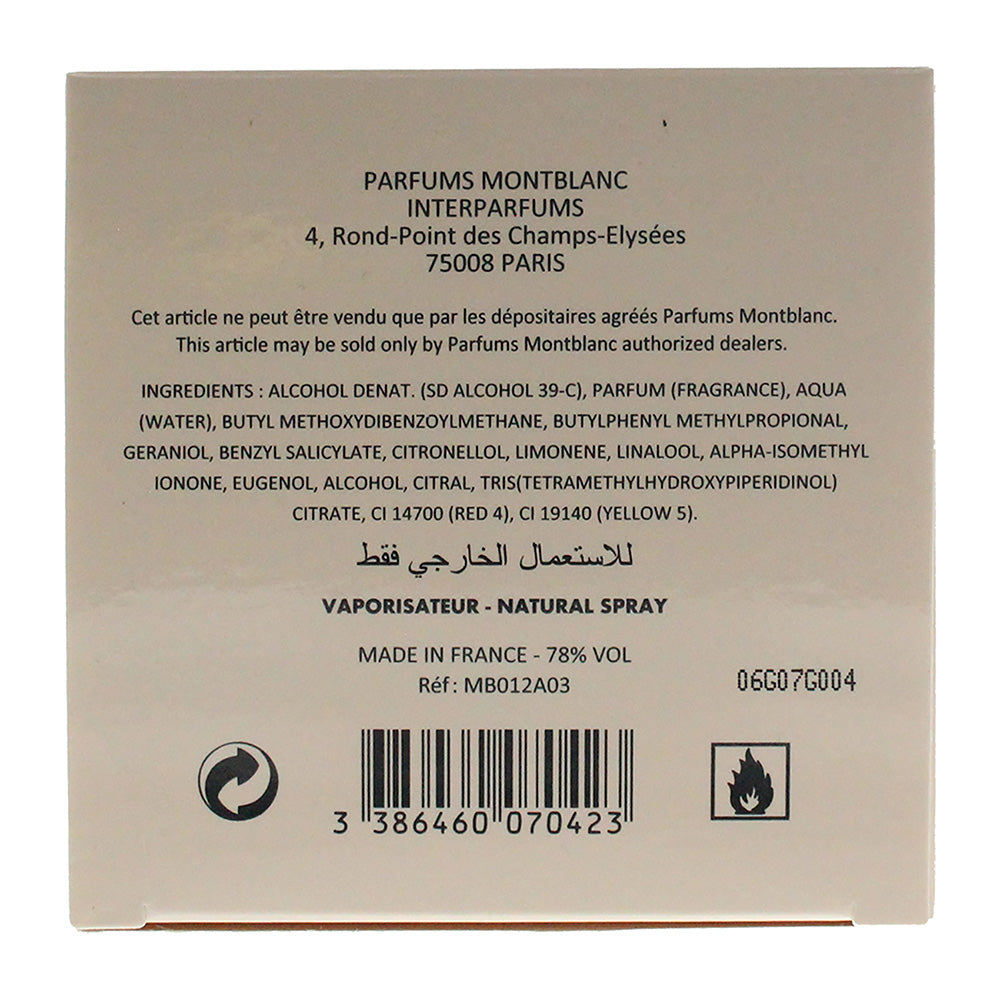 PARFUMS MONTBLANC
INTERPARFUMS
4, Rond-Point des Champs-Elysées
75008 PARIS
Cet article ne peut être vendu que par les dépositaires agréés Parfums Montblanc.
This article may be sold only by Parfums Montblanc authorized dealers.
INGREDIENTS : ALCOHOL DENAT. (SD ALCOHOL 39-C), PARFUM (FRAGRANCE), AQUA
(WATER), BUTYL METHOXYDIBENZOYLMETHANE, BUTYLPHENYL METHYLPROPIONAL,
GERANIOL, BENZYL SALICYLATE, CITRONELLOL, LIMONENE, LINALOOL, ALPHA-ISOMETHYL
IONONE, EUGENOL, ALCOHOL, CITRAL, TRIS(TETRAMETHYLHYDROXYPIPERIDINOL)
CITRATE, CI 14700 (RED 4), CI 19140 (YELLOW 5).
للاستعمال الخارجي فقط
VAPORISATEUR - NATURAL SPRAY
MADE IN FRANCE - 78% VOL
Réf : MB012A03
06G07G004
3 386460 070423